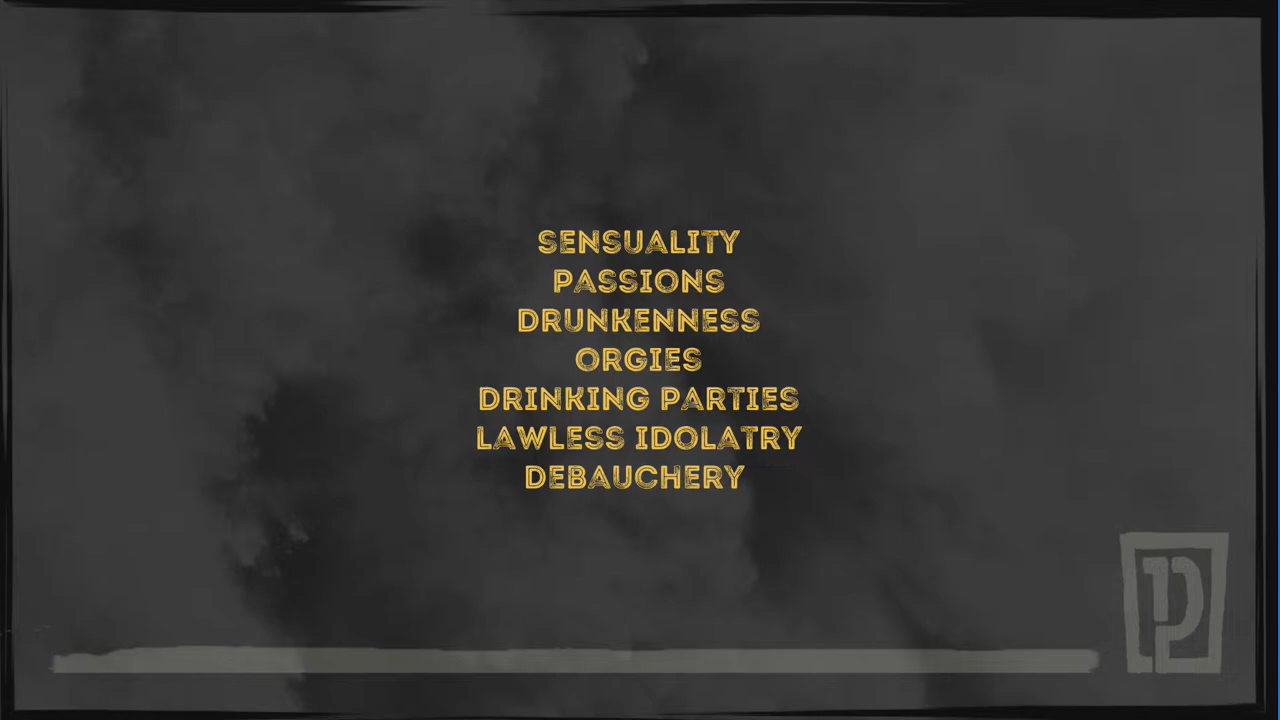 SENSUALITY
PASSIONS
DRUNKENNESS
ORGIES
DRINKING PARTIES
LAWLESS IDOLATRY
DEBAUCHERY
P